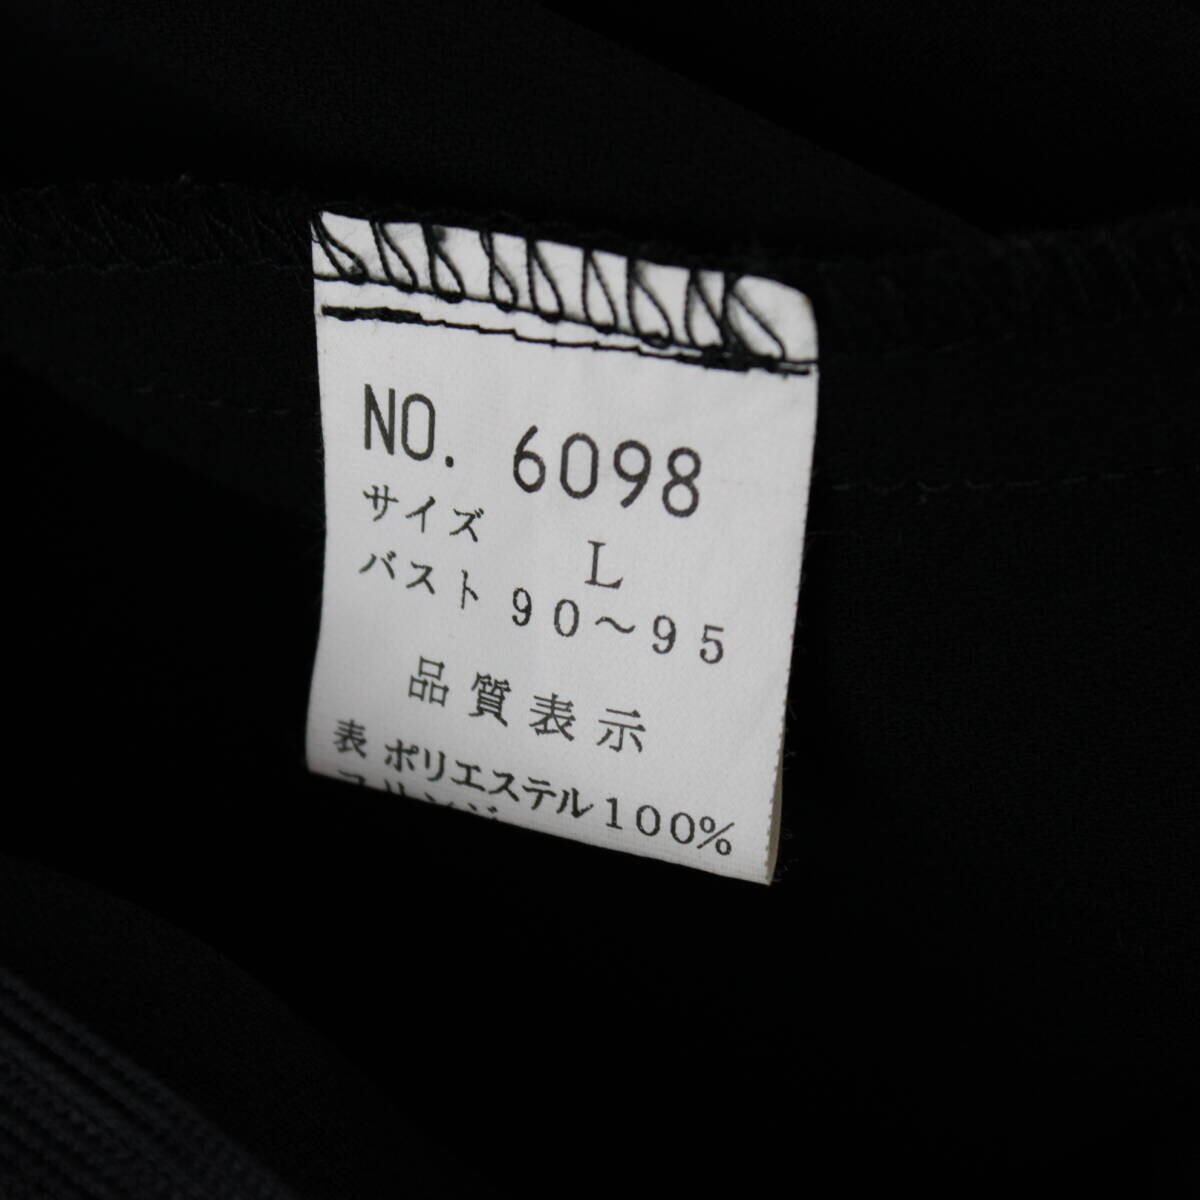 NO. 6098
サイズ L
バスト 90～95
品質表示
表 ポリエステル100%